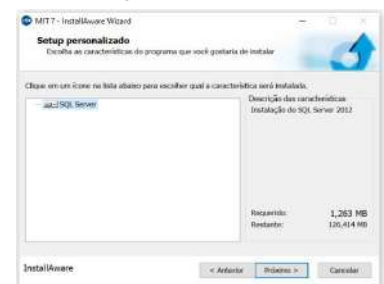 MIT 7 - InstallAware Wizard
Setup personalizado
Escolha as características do programa que você gostaria de instalar
Clique em um ícone na lista abaixo para escolher qual a característica será instalada.
SQL Server
Descrição das características
Instalação do SQL Server 2012
Requerido: 1,263 MB
Restante: 120,414 MB
InstallAware
< Anterior
Próximo >
Cancelar